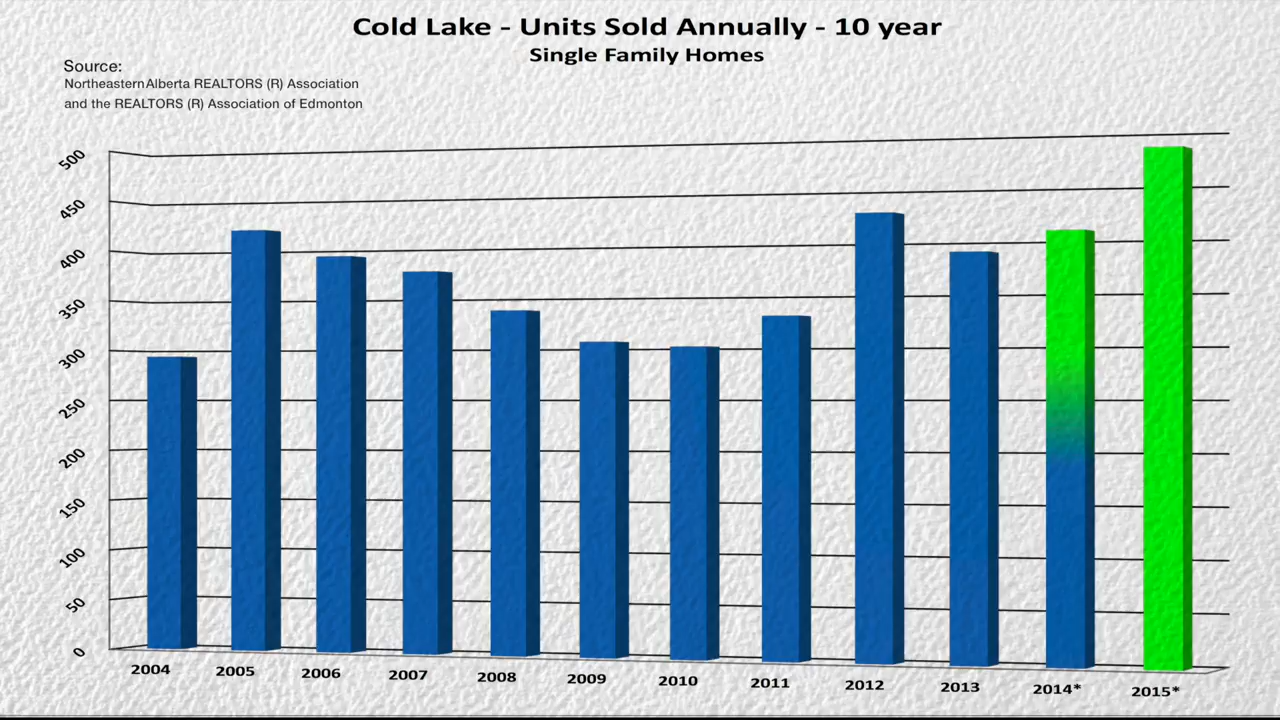 Cold Lake - Units Sold Annually - 10 year
Single Family Homes
Source:
NortheasternAlberta REALTORS (R) Association
and the REALTORS (R) Association of Edmonton
500
450
400
350
300
250
200
150
100
50
0
2004 2005 2006 2007 2008 2009 2010 2011 2012 2013 2014* 2015*